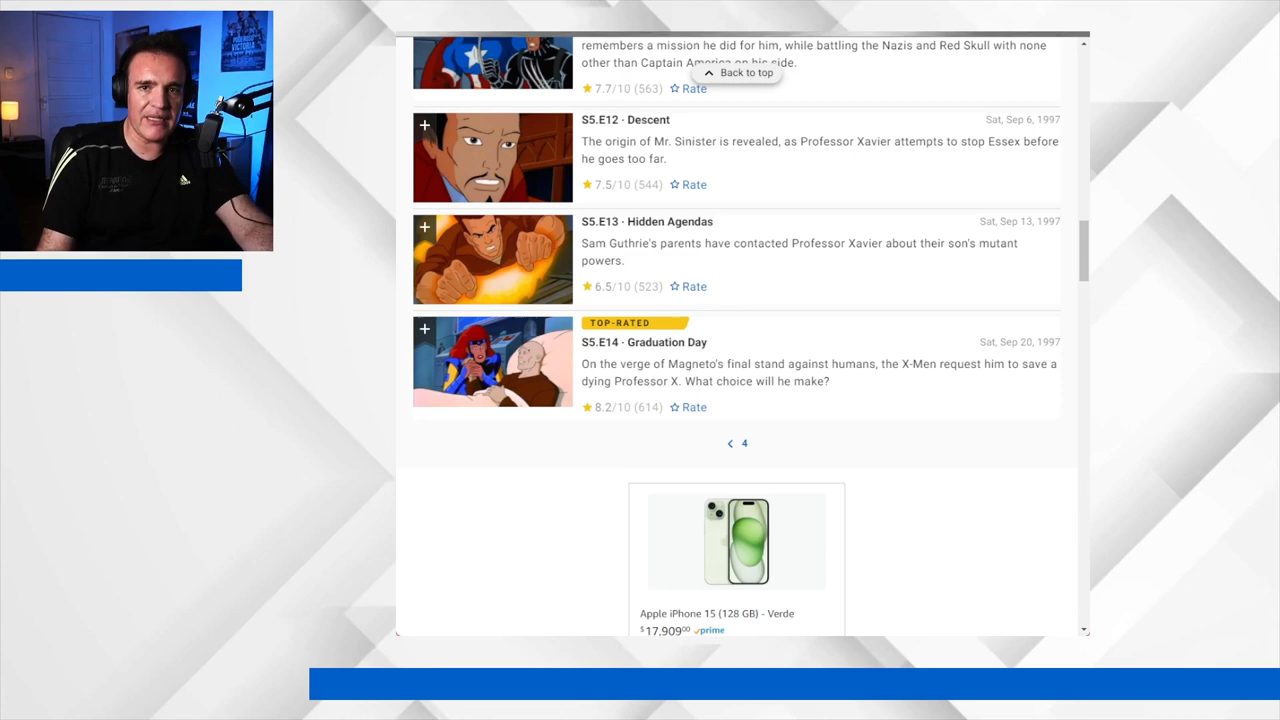 VICTORIA
remembers a mission he did for him, while battling the Nazis and Red Skull with none
other than Captain America on his side.
Back to top
7.7/10 (563) Rate
S5.E12 · Descent
Sat, Sep 6, 1997
The origin of Mr. Sinister is revealed, as Professor Xavier attempts to stop Essex before
he goes too far.
7.5/10 (544) Rate
S5.E13 · Hidden Agendas
Sat, Sep 13, 1997
Sam Guthrie's parents have contacted Professor Xavier about their son's mutant
powers.
6.5/10 (523) Rate
TOP-RATED
S5.E14 · Graduation Day
Sat, Sep 20, 1997
On the verge of Magneto's final stand against humans, the X-Men request him to save a
dying Professor X. What choice will he make?
8.2/10 (614) Rate
4
Apple iPhone 15 (128 GB) - Verde
$17,90900 prime